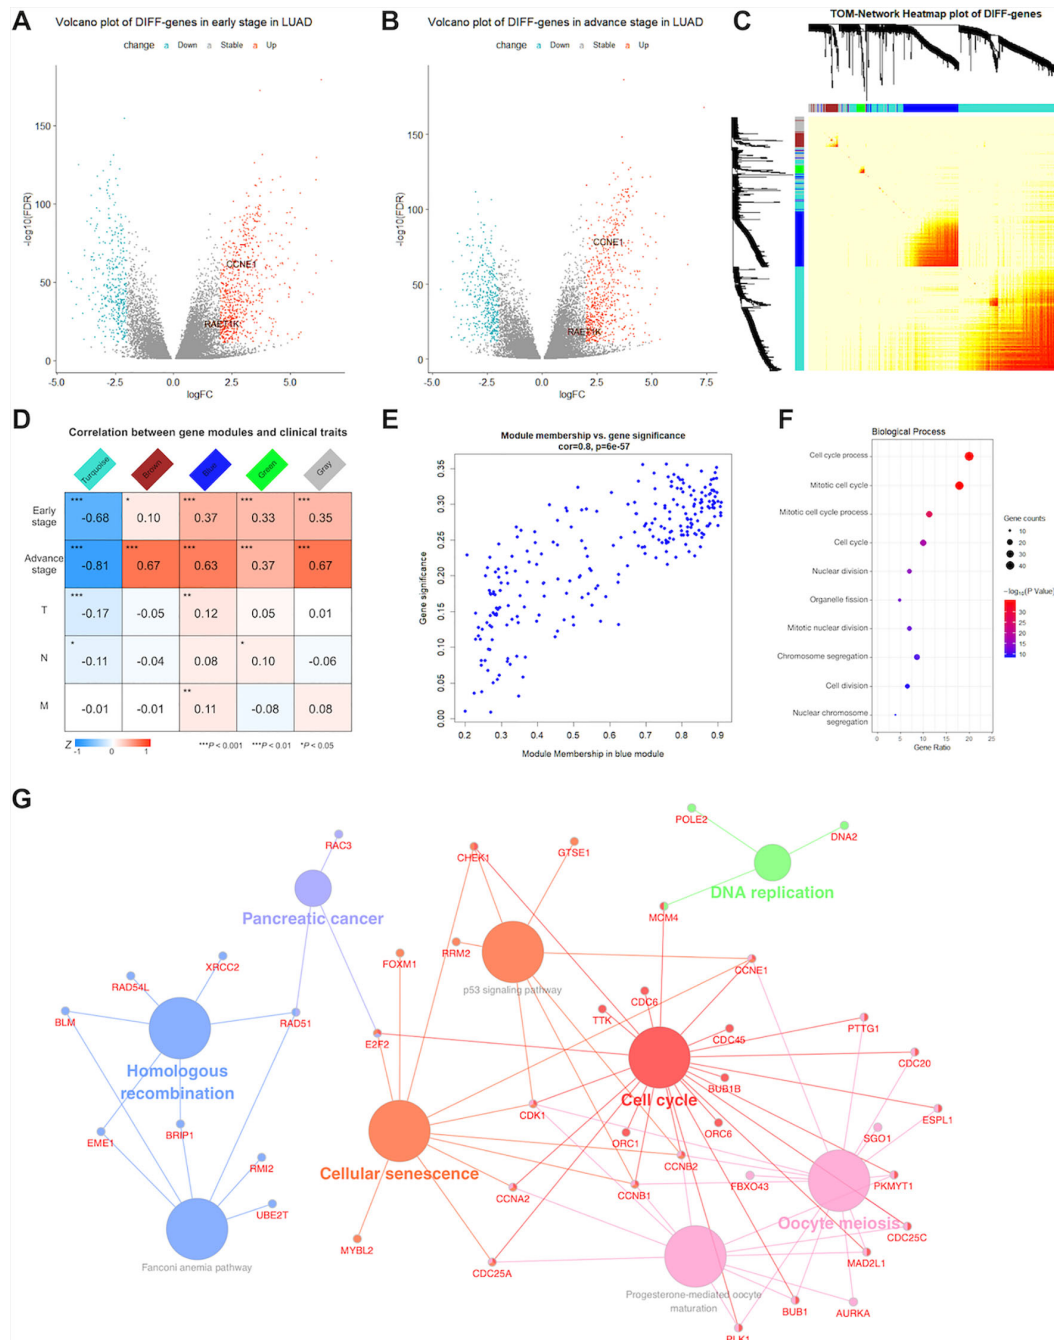 A
Volcano plot of DIFF-genes in early stage in LUAD
change a Down a Stable a Up
150
100
50
0
-log10(FDR)
CCNE1
RAET1K
-5.0 -2.5 0.0 2.5 5.0
logFC
B
Volcano plot of DIFF-genes in advance stage in LUAD
change a Down a Stable a Up
150
100
50
0
-log10(FDR)
CCNE1
RAET1K
-5.0 -2.5 0.0 2.5 5.0 7.5
logFC
C
TOM-Network Heatmap plot of DIFF-genes
D
Correlation between gene modules and clinical traits
Turquoise Brown Blue Green Gray
Early
stage
*** * *** *** ***
-0.68 0.10 0.37 0.33 0.35
Advance
stage
*** *** *** *** ***
-0.81 0.67 0.63 0.37 0.67
*** **
T -0.17 -0.05 0.12 0.05 0.01
* *
N -0.11 -0.04 0.08 0.10 -0.06
**
M -0.01 -0.01 0.11 -0.08 0.08
Z -1 0 1
***P < 0.001 ***P < 0.01 *P < 0.05
E
Module membership vs. gene significance
cor=0.8, p=6e-57
Gene significance
0.35
0.30
0.25
0.20
0.15
0.10
0.05
0.00
0.2 0.3 0.4 0.5 0.6 0.7 0.8 0.9
Module Membership in blue module
F
Biological Process
Cell cycle process
Mitotic cell cycle
Mitotic cell cycle process
Cell cycle
Nuclear division
Organelle fission
Mitotic nuclear division
Chromosome segregation
Cell division
Nuclear chromosome
segregation
0 5 10 15 20 25
Gene Ratio
Gene counts
10
20
30
40
−log10(P Value)
30
20
10
G
POLE2
DNA2
RAC3
CHEK1
GTSE1
DNA replication
Pancreatic cancer
MCM4
RRM2
FOXM1
XRCC2
CCNE1
RAD54L
p53 signaling pathway
CDC6
BLM
RAD51
TTK
PTTG1
E2F2
CDC45
CDC20
Homologous
recombination
BUB1B
Cell cycle
CDK1
ESPL1
EME1
BRIP1
ORC1
ORC6
SGO1
RMI2
Cellular senescence
CCNB2
FBXO43
PKMYT1
CCNA2
CCNB1
UBE2T
Oocyte meiosis
CDC25C
MYBL2
MAD2L1
Fanconi anemia pathway
CDC25A
Progesterone-mediated oocyte
maturation
BUB1
AURKA
PLK1